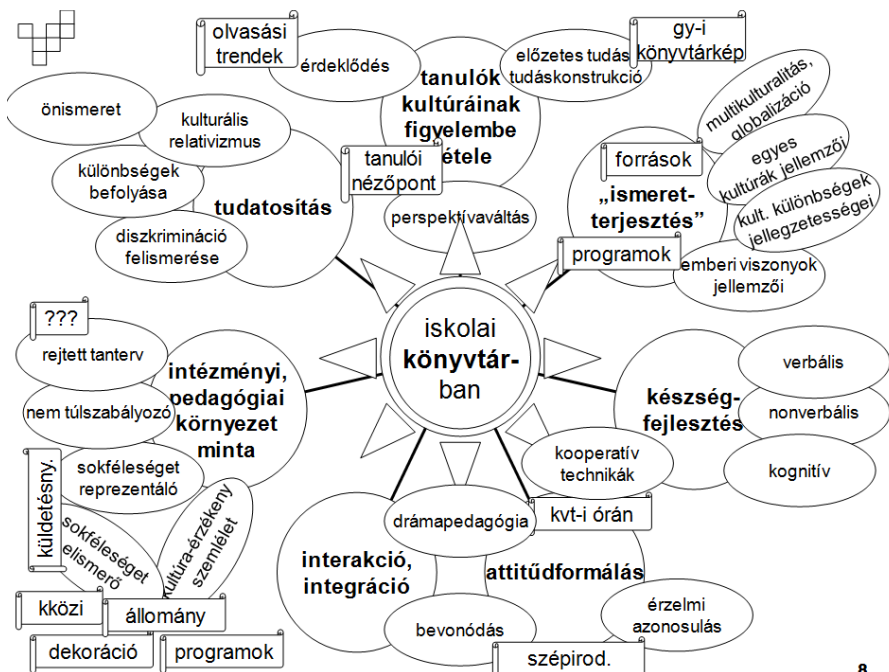 olvasási
trendek
érdeklődés
tanulók
kultúráinak
figyelembe
étele
előzetes tudás
tudáskonstrukció
gy-i
könyvtárkép
perspektívaváltás
önismeret
kulturális
relativizmus
különbségek
befolyása
diszkrimináció
felismerése
tudatosítás
tanulói
nézőpont
multikulturalitás,
globalizáció
egyes
kultúrák jellemzői
kult. különbségek
jellegzetességei
emberi viszonyok
jellemzői
források
„ismeret-
terjesztés”
programok
iskolai
könyvtár-
ban
???
rejtett tanterv
nem túlszabályozó
sokféleséget
reprezentáló
intézményi,
pedagógiai
környezet
minta
küldetésny.
sokféleséget
elismerő
kultúra-érzékeny
szemlélet
kközi
állomány
dekoráció
programok
készség-
fejlesztés
verbális
nonverbális
kognitív
kooperatív
technikák
drámapedagógia
kvt-i órán
interakció,
integráció
attitűdformálás
bevonódás
érzelmi
azonosulás
szépirod.
8